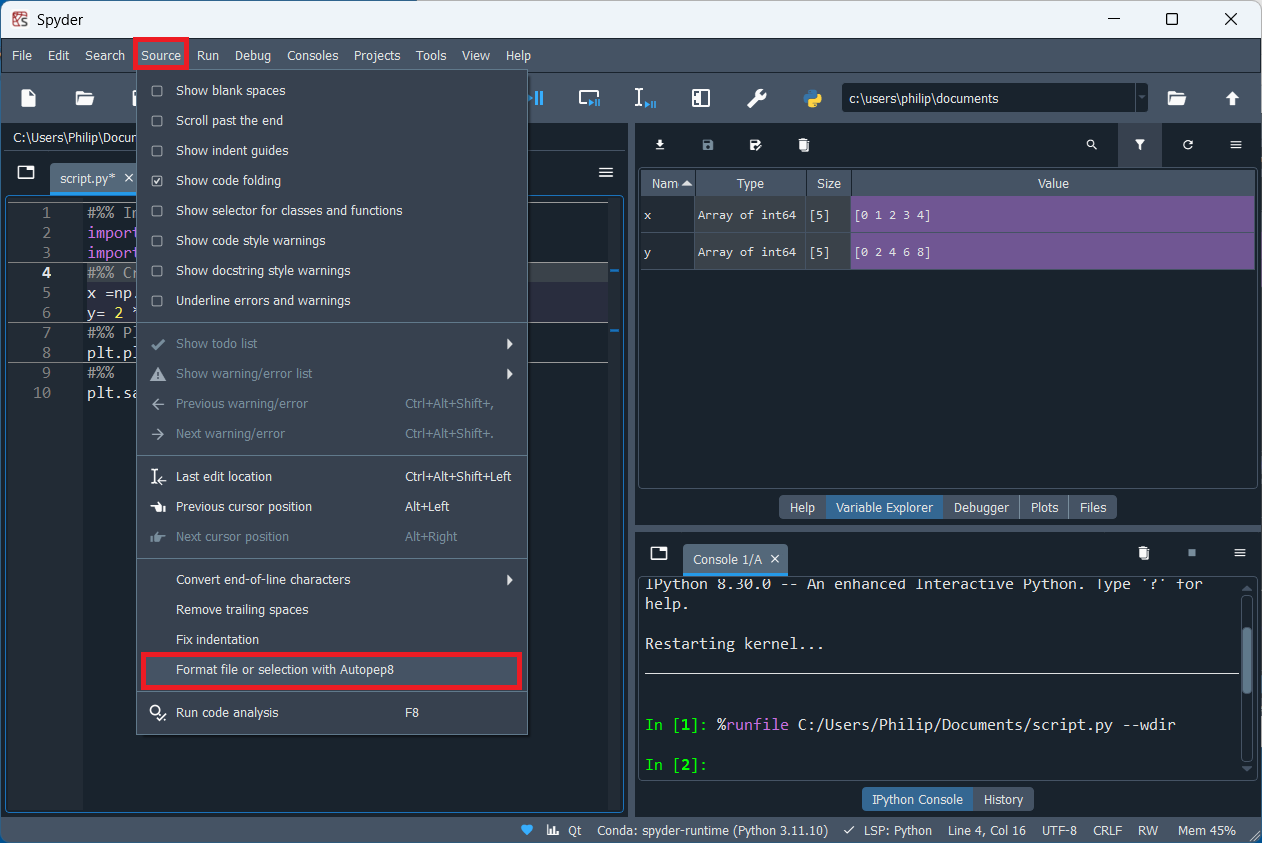 Spyder
File Edit Search Source Run Debug Consoles Projects Tools View Help
c:\users\philip\documents
C:\Users\Philip\Docum
script.py*
1 #%% In
2 import
3 import
4 #%% Cr
5 x =np.
6 y= 2 *
7 #%% Pl
8 plt.pl
9 #%%
10 plt.sa
Show blank spaces
Scroll past the end
Show indent guides
Show code folding
Show selector for classes and functions
Show code style warnings
Show docstring style warnings
Underline errors and warnings
Show todo list
Show warning/error list
Previous warning/error Ctrl+Alt+Shift+,
Next warning/error Ctrl+Alt+Shift+.
Last edit location Ctrl+Alt+Shift+Left
Previous cursor position Alt+Left
Next cursor position Alt+Right
Convert end-of-line characters
Remove trailing spaces
Fix indentation
Format file or selection with Autopep8
Run code analysis F8
Nam Type Size Value
x Array of int64 [5] [0 1 2 3 4]
y Array of int64 [5] [0 2 4 6 8]
Help Variable Explorer Debugger Plots Files
Console 1/A
IPython 8.30.0 -- An enhanced Interactive Python. Type '?' for
help.
Restarting kernel...
In [1]: %runfile C:/Users/Philip/Documents/script.py --wdir
In [2]:
IPython Console History
Qt Conda: spyder-runtime (Python 3.11.10) LSP: Python Line 4, Col 16 UTF-8 CRLF RW Mem 45%